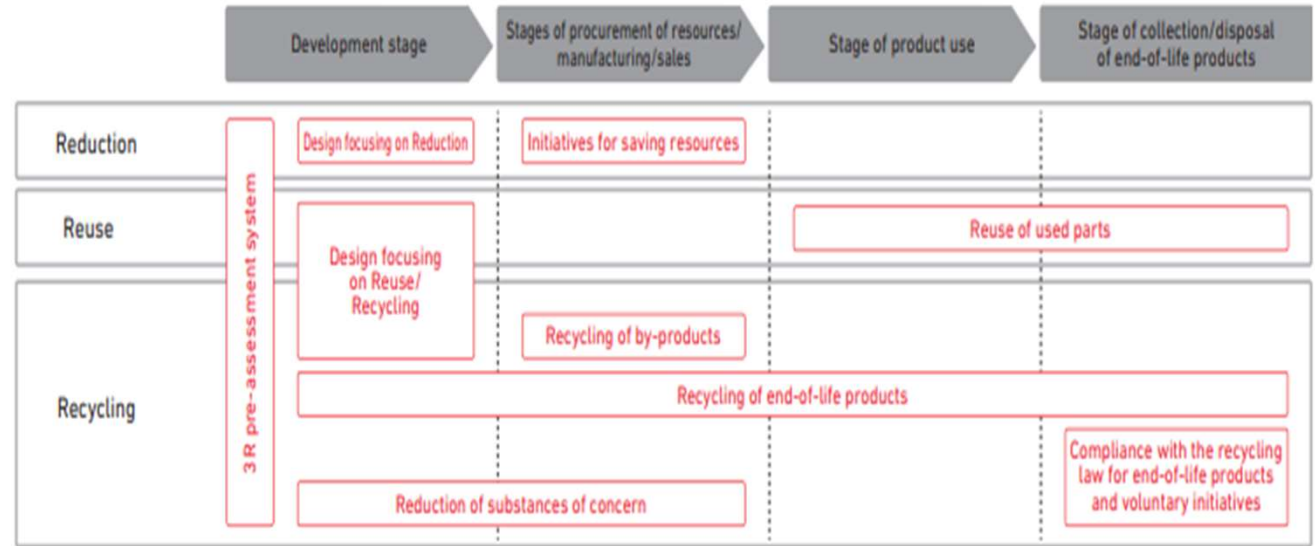 Development stage
Stages of procurement of resources/
manufacturing/sales
Stage of product use
Stage of collection/disposal
of end-of-life products
Reduction
3R pre-assessment system
Design focusing on Reduction
Initiatives for saving resources
Reuse
Design focusing
on Reuse/
Recycling
Reuse of used parts
Recycling
Recycling of by-products
Recycling of end-of-life products
Reduction of substances of concern
Compliance with the recycling
law for end-of-life products
and voluntary initiatives